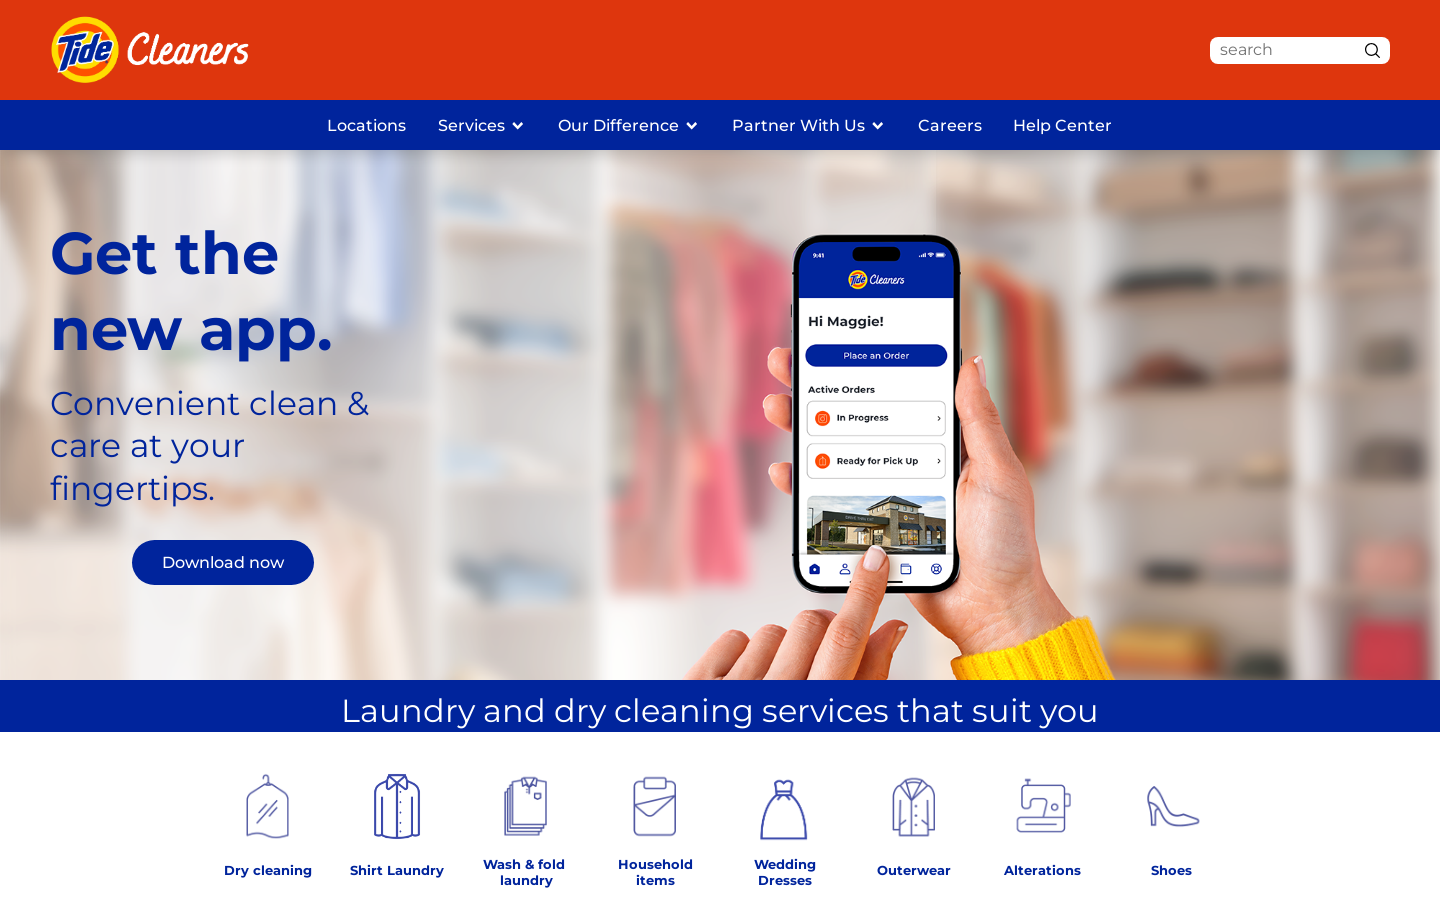 Tide Cleaners
search
Locations Services Our Difference Partner With Us Careers Help Center
Get the
new app.
Convenient clean &
care at your
fingertips.
Download now
9:41
Tide Cleaners
Hi Maggie!
Place an Order
Active Orders
In Progress
Ready for Pick Up
Laundry and dry cleaning services that suit you
Dry cleaning
Shirt Laundry
Wash & fold
laundry
Household
items
Wedding
Dresses
Outerwear
Alterations
Shoes